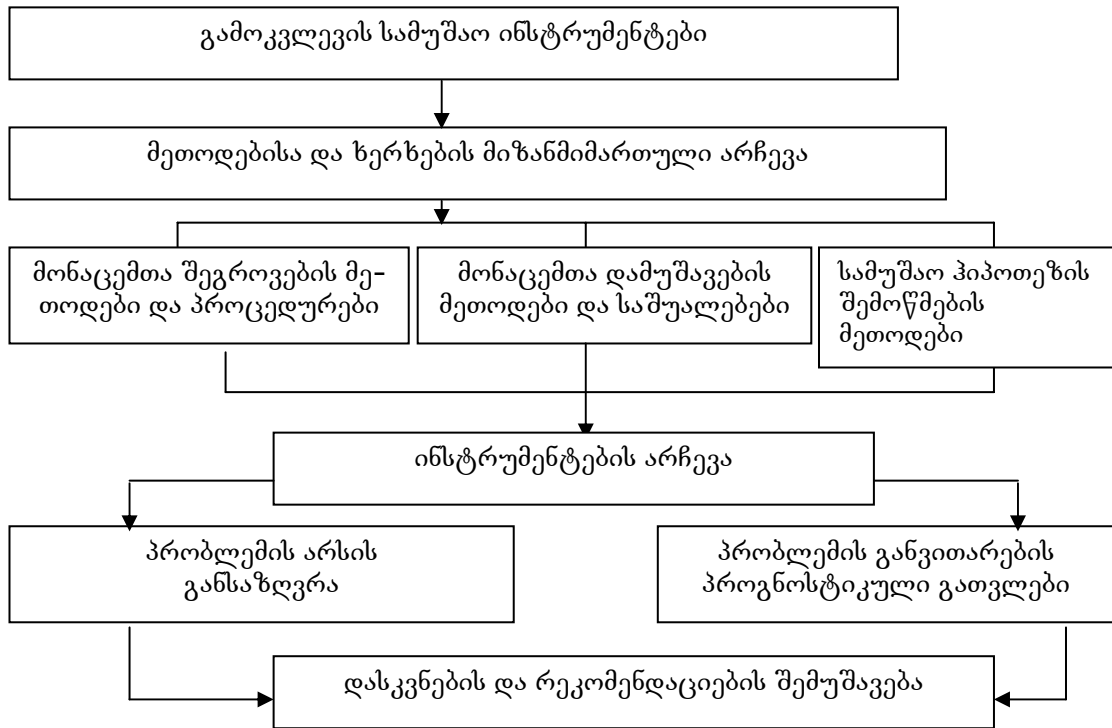 გამოკვლევის სამუშაო ინსტრუმენტები
მეთოდებისა და ხერხების მიზანმიმართული არჩევა
მონაცემთა შეგროვების მე-
თოდები და პროცედურები
მონაცემთა დამუშავების
მეთოდები და საშუალებები
სამუშაო ჰიპოთეზის
შემოწმების
მეთოდები
ინსტრუმენტების არჩევა
პრობლემის არსის
განსაზღვრა
პრობლემის განვითარების
პროგნოსტიკული გათვლები
დასკვნების და რეკომენდაციების შემუშავება